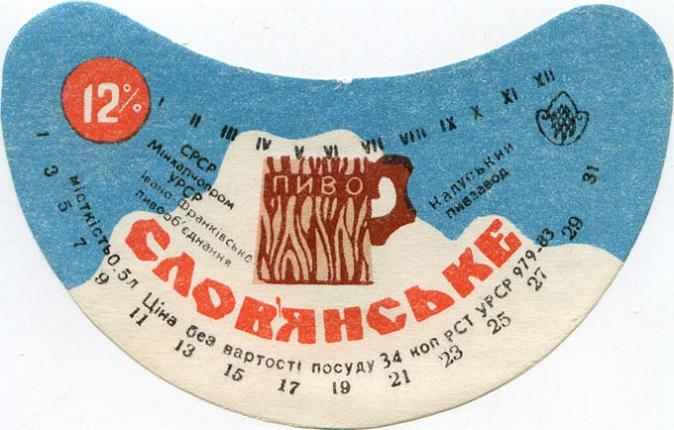 12%
I II III IV V VI VII VIII IX X XI XII
СРСР
Мінхарчопром
УРСР
Івано-Франківське
пивооб'єднання
ПИВО
Калуський
пивзавод
СЛОВ'ЯНСЬКЕ
місткість 0.5л Ціна без вартості посуду 34 коп РСТ УРСР 979-83
1 3 5 7 9 11 13 15 17 19 21 23 25 27 29 31